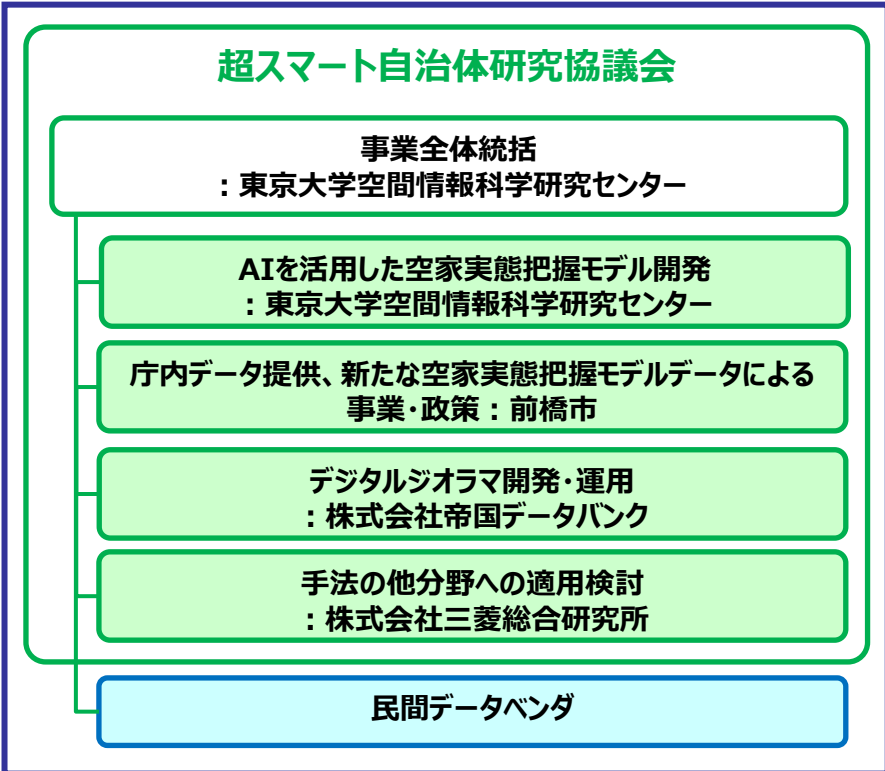 超スマート自治体研究協議会
事業全体統括
：東京大学空間情報科学研究センター
AIを活用した空家実態把握モデル開発
：東京大学空間情報科学研究センター
庁内データ提供、新たな空家実態把握モデルデータによる
事業・政策：前橋市
デジタルジオラマ開発・運用
：株式会社帝国データバンク
手法の他分野への適用検討
：株式会社三菱総合研究所
民間データベンダ